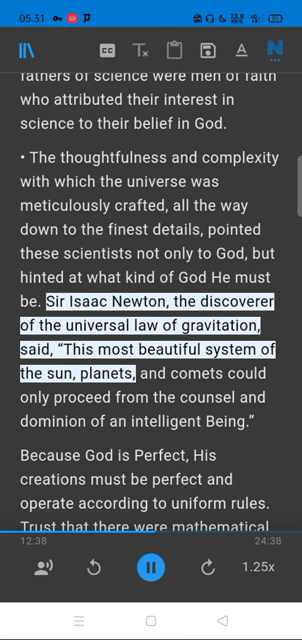 05.31
fathers of science were men of faith
who attributed their interest in
science to their belief in God.
• The thoughtfulness and complexity
with which the universe was
meticulously crafted, all the way
down to the finest details, pointed
these scientists not only to God, but
hinted at what kind of God He must
be. Sir Isaac Newton, the discoverer
of the universal law of gravitation,
said, “This most beautiful system of
the sun, planets, and comets could
only proceed from the counsel and
dominion of an intelligent Being.”
Because God is Perfect, His
creations must be perfect and
operate according to uniform rules.
Trust that there were mathematical
12:38 24:38
1.25x